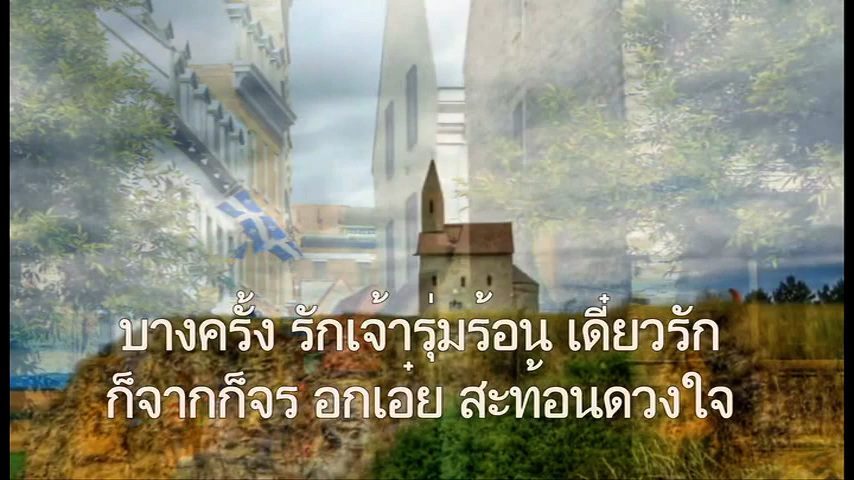 บางครั้ง รักเจ้ารุ่มร้อน เดี๋ยวรัก
ก็จากก็จร อกเอ๋ย สะท้อนดวงใจ